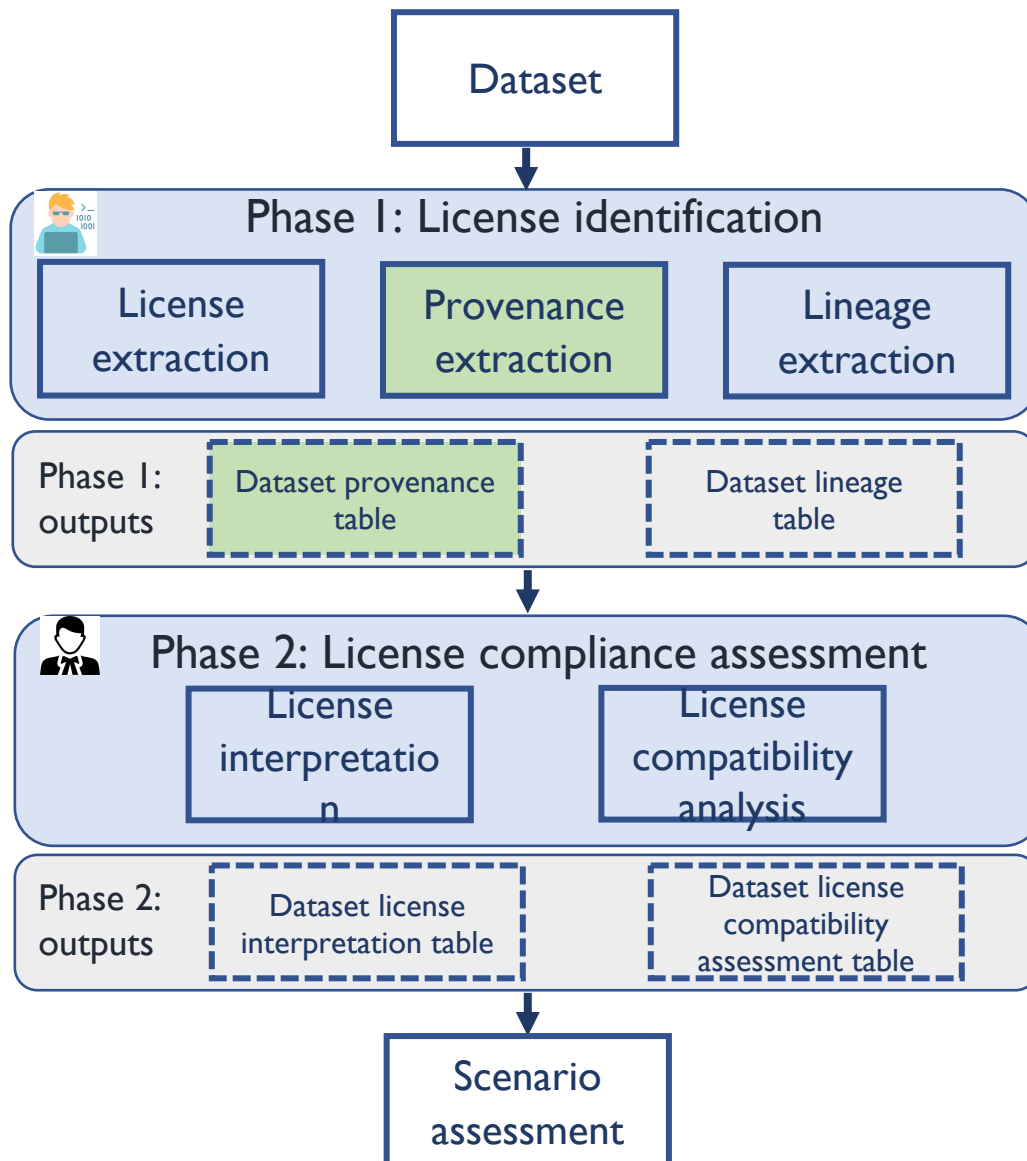 Dataset
>_
1010
1001
Phase 1: License identification
License
extraction
Provenance
extraction
Lineage
extraction
Phase 1:
outputs
Dataset provenance
table
Dataset lineage
table
Phase 2: License compliance assessment
License
interpretatio
n
License
compatibility
analysis
Phase 2:
outputs
Dataset license
interpretation table
Dataset license
compatibility
assessment table
Scenario
assessment